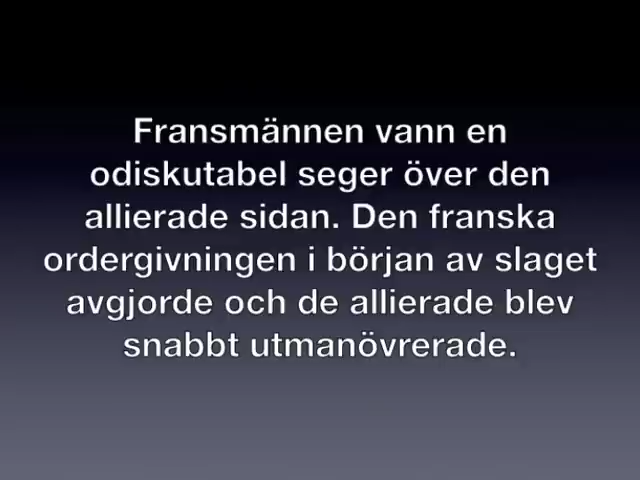 Fransmännen vann en
odiskutabel seger över den
allierade sidan. Den franska
ordergivningen i början av slaget
avgjorde och de allierade blev
snabbt utmanövrerade.